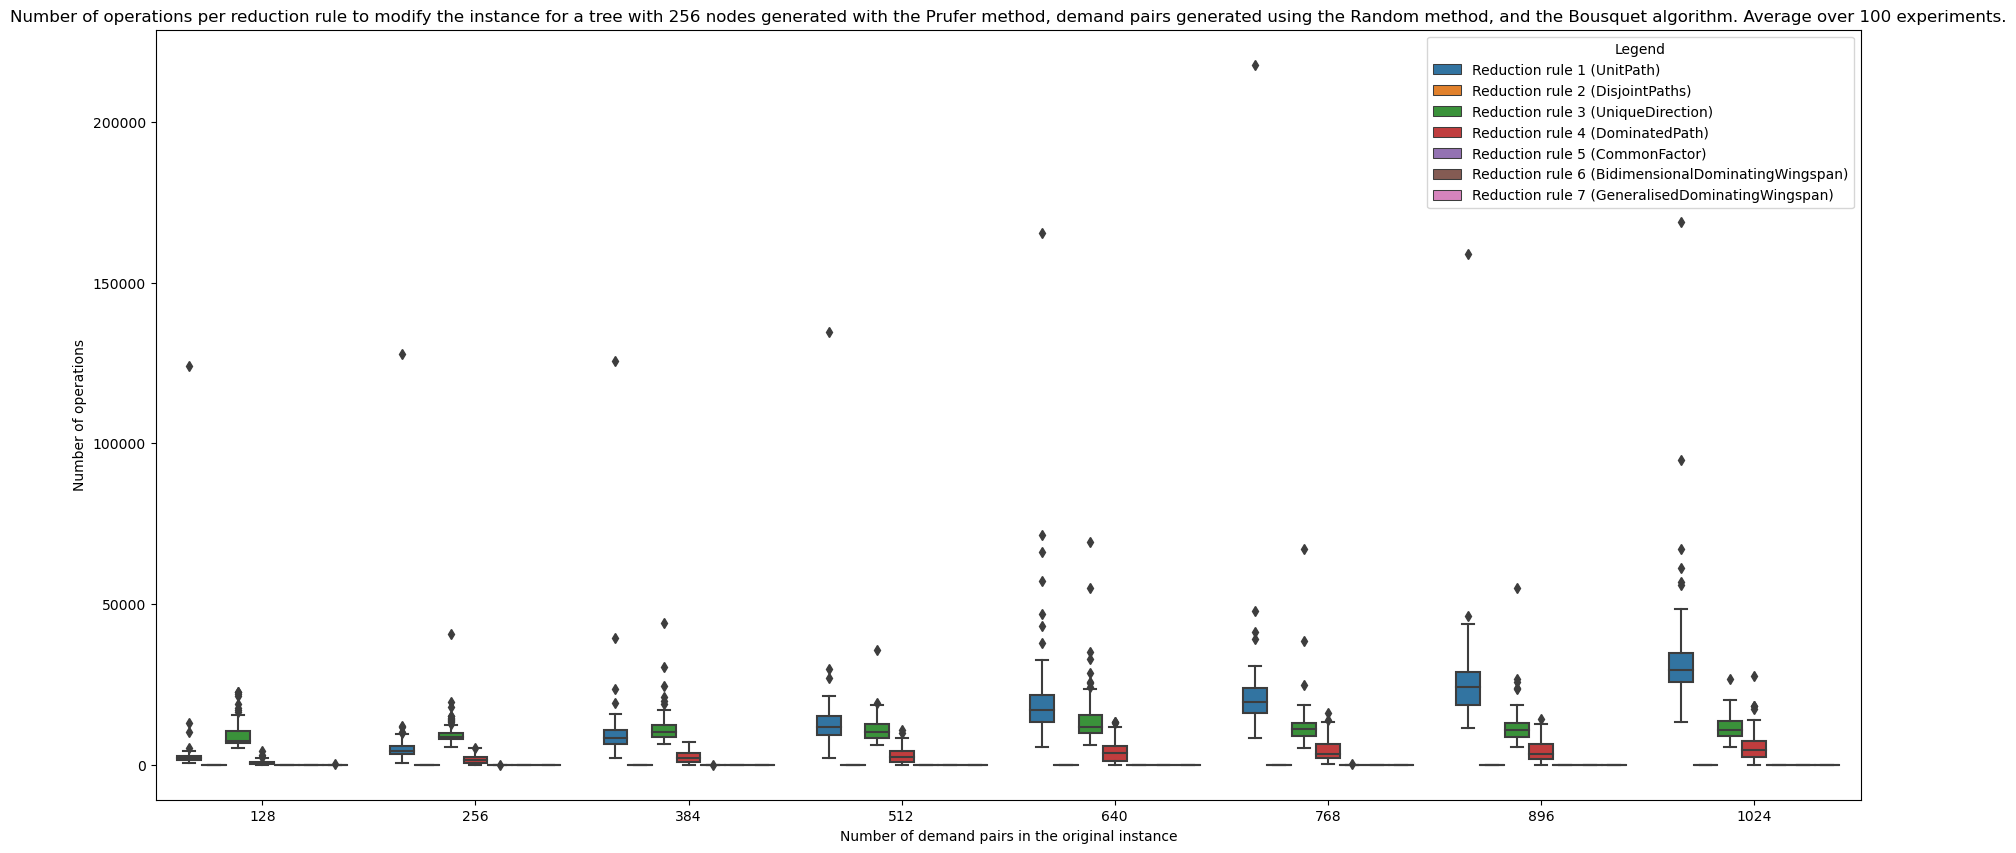 Number of operations per reduction rule to modify the instance for a tree with 256 nodes generated with the Prufer method, demand pairs generated using the Random method, and the Bousquet algorithm. Average over 100 experiments.
Legend
Reduction rule 1 (UnitPath)
Reduction rule 2 (DisjointPaths)
Reduction rule 3 (UniqueDirection)
Reduction rule 4 (DominatedPath)
Reduction rule 5 (CommonFactor)
Reduction rule 6 (BidimensionalDominatingWingspan)
Reduction rule 7 (GeneralisedDominatingWingspan)
200000
150000
100000
50000
0
Number of operations
128 256 384 512 640 768 896 1024
Number of demand pairs in the original instance